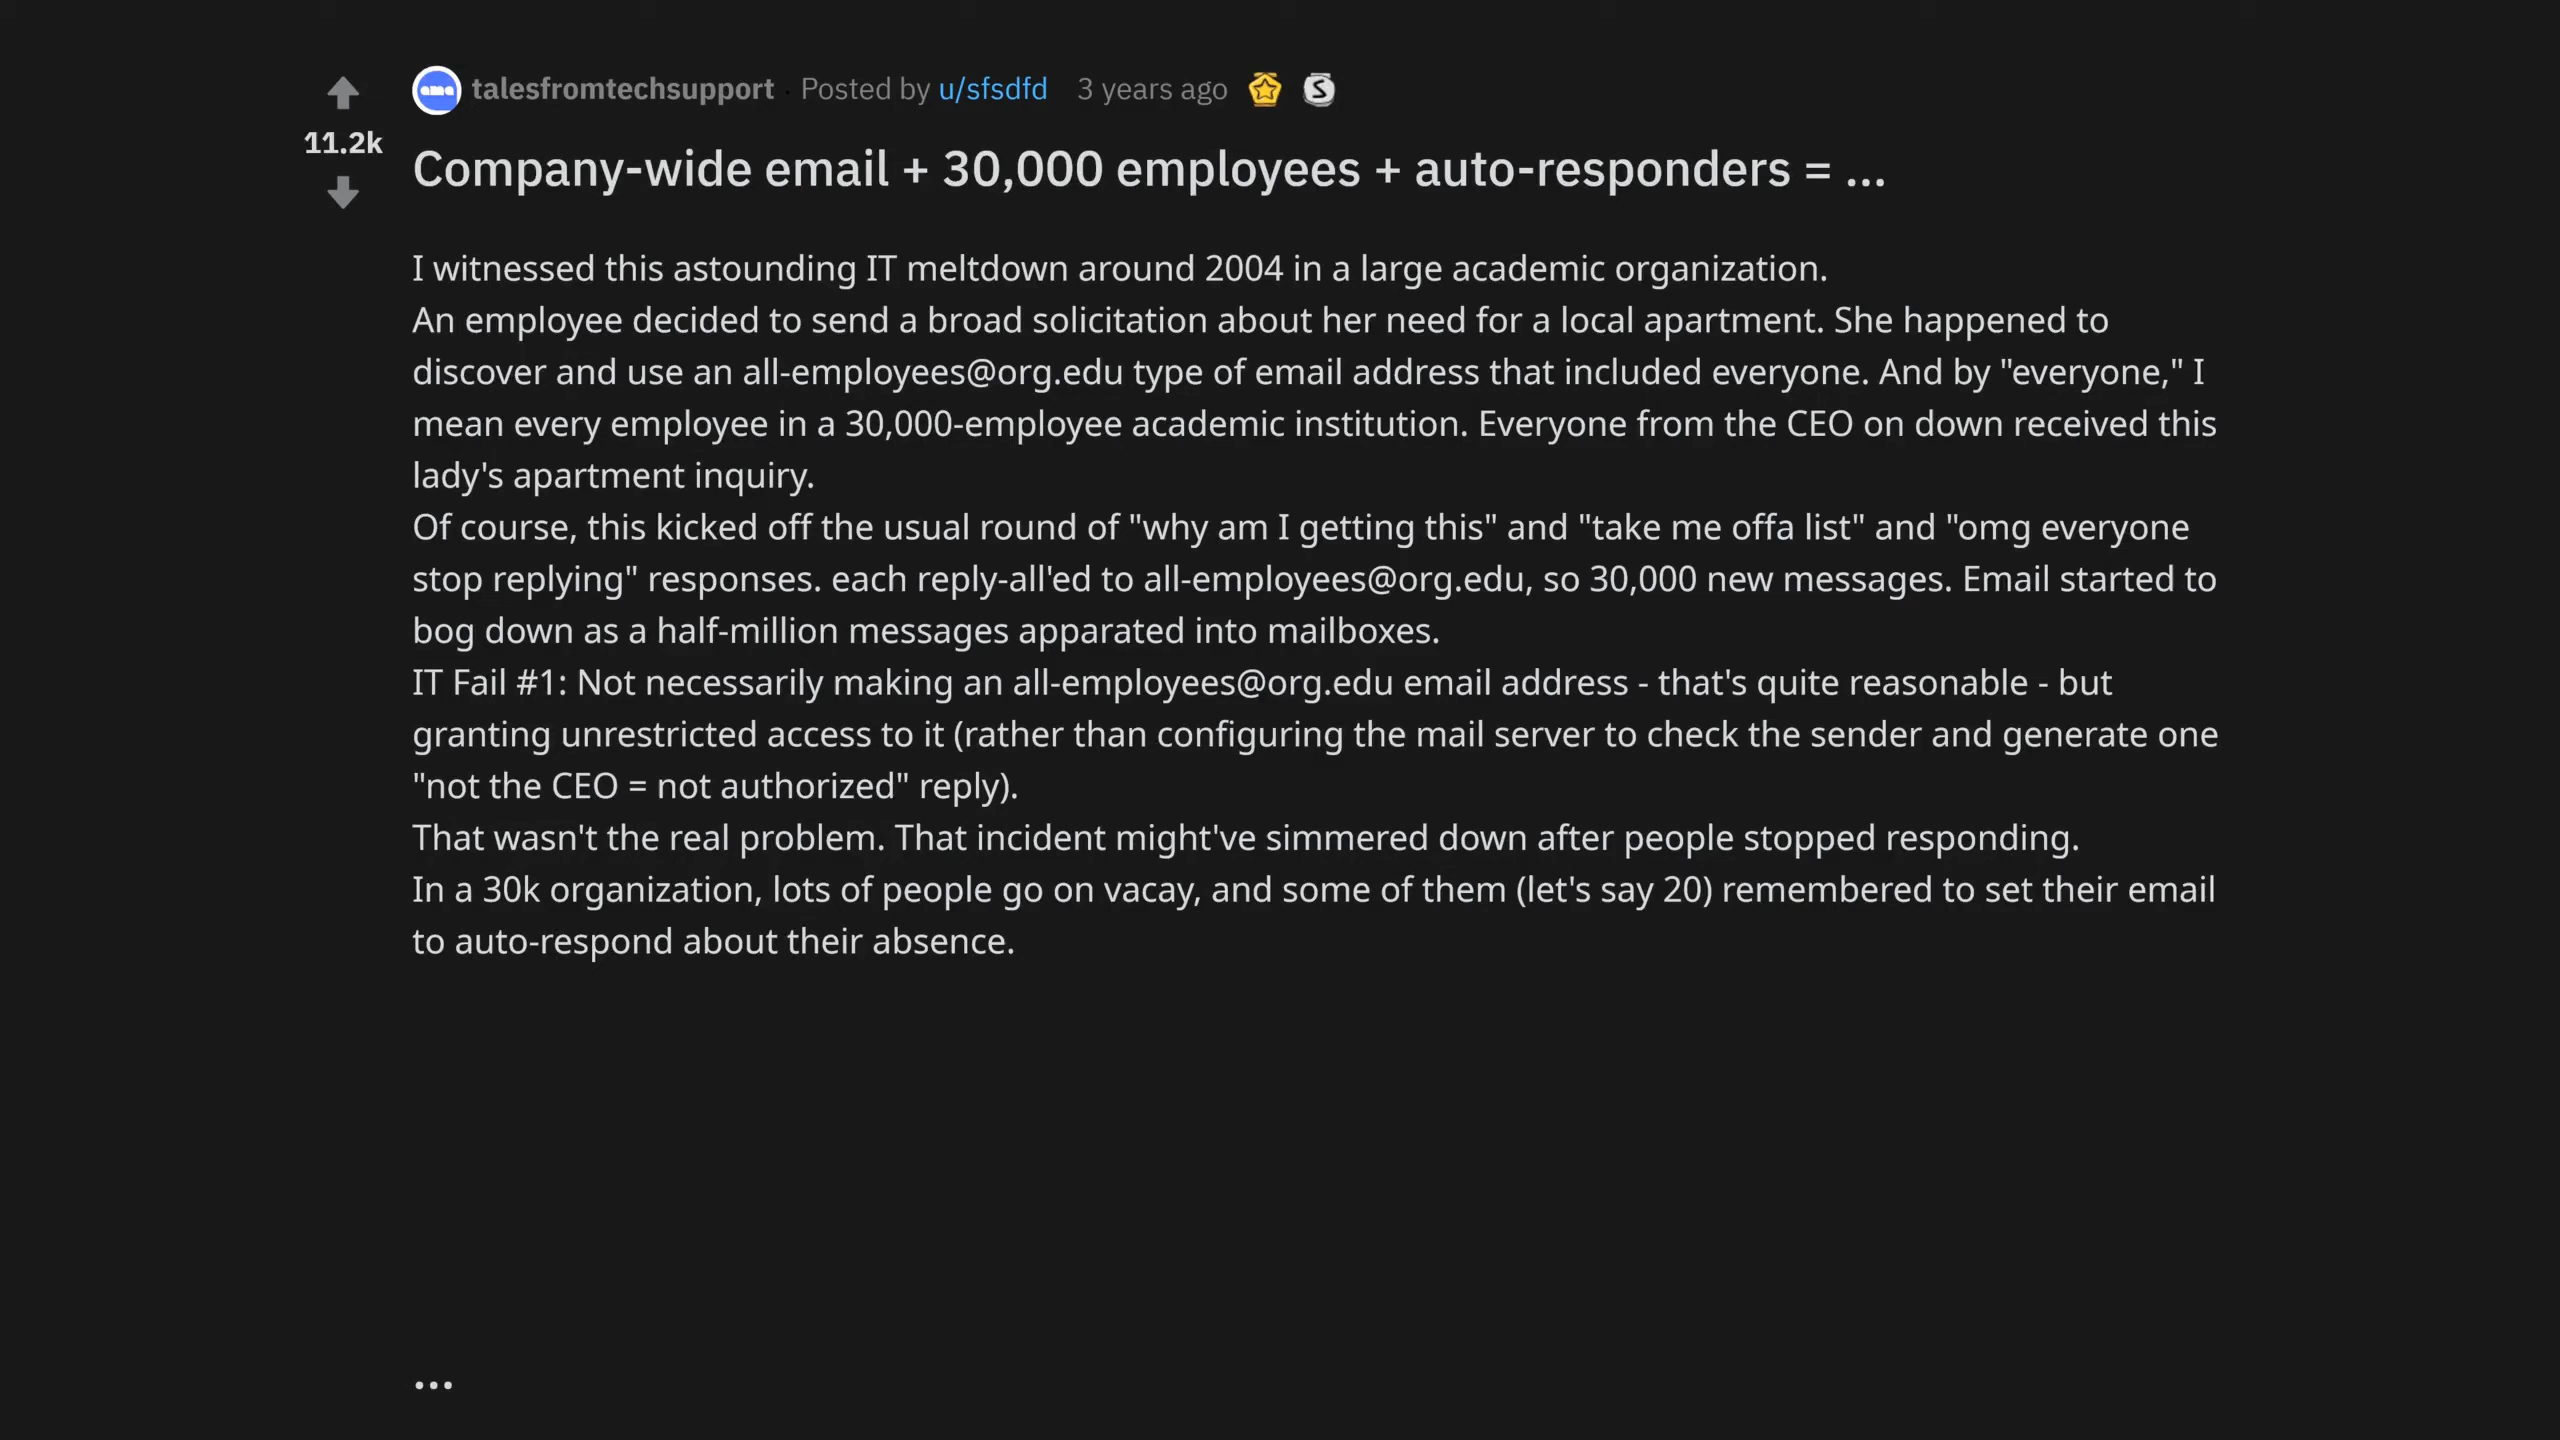 talesfromtechsupport · Posted by u/sfsdfd 3 years ago
11.2k
Company-wide email + 30,000 employees + auto-responders = ...
I witnessed this astounding IT meltdown around 2004 in a large academic organization.
An employee decided to send a broad solicitation about her need for a local apartment. She happened to
discover and use an all-employees@org.edu type of email address that included everyone. And by "everyone," I
mean every employee in a 30,000-employee academic institution. Everyone from the CEO on down received this
lady's apartment inquiry.
Of course, this kicked off the usual round of "why am I getting this" and "take me offa list" and "omg everyone
stop replying" responses. each reply-all'ed to all-employees@org.edu, so 30,000 new messages. Email started to
bog down as a half-million messages apparated into mailboxes.
IT Fail #1: Not necessarily making an all-employees@org.edu email address - that's quite reasonable - but
granting unrestricted access to it (rather than configuring the mail server to check the sender and generate one
"not the CEO = not authorized" reply).
That wasn't the real problem. That incident might've simmered down after people stopped responding.
In a 30k organization, lots of people go on vacay, and some of them (let's say 20) remembered to set their email
to auto-respond about their absence.
...